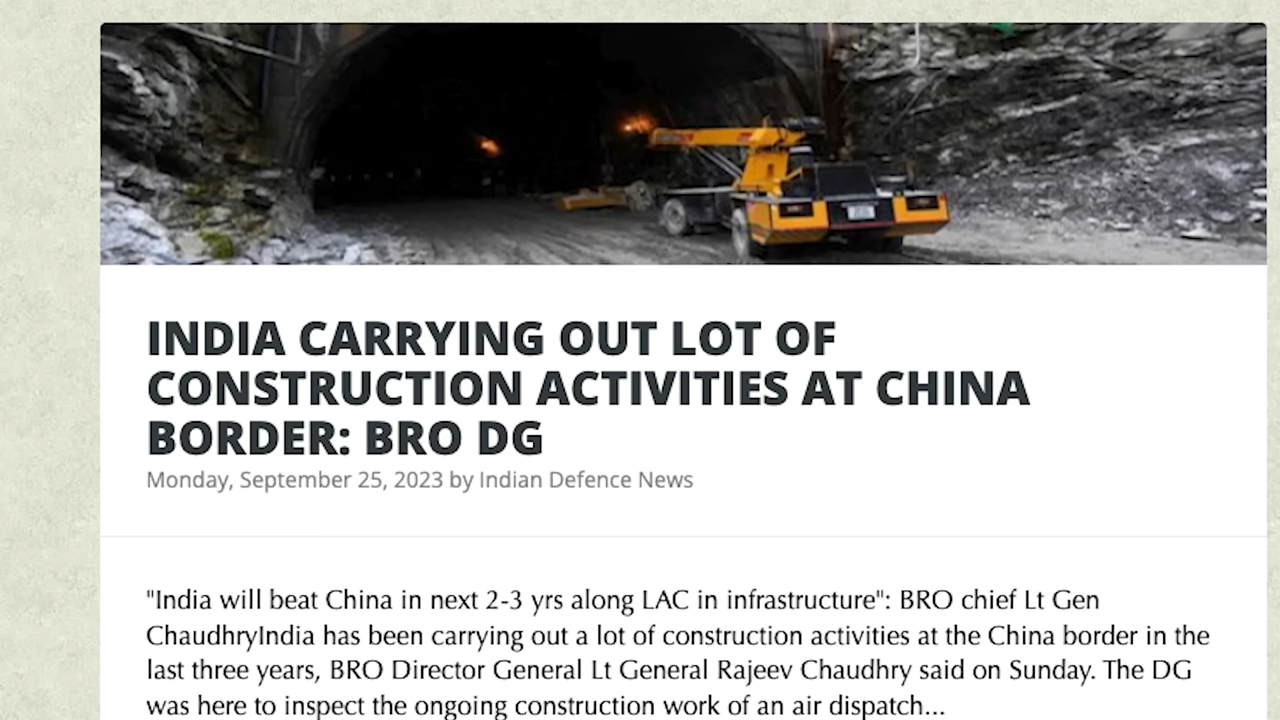 INDIA CARRYING OUT LOT OF
CONSTRUCTION ACTIVITIES AT CHINA
BORDER: BRO DG
Monday, September 25, 2023 by Indian Defence News
"India will beat China in next 2-3 yrs along LAC in infrastructure": BRO chief Lt Gen
ChaudhryIndia has been carrying out a lot of construction activities at the China border in the
last three years, BRO Director General Lt General Rajeev Chaudhry said on Sunday. The DG
was here to inspect the ongoing construction work of an air dispatch...